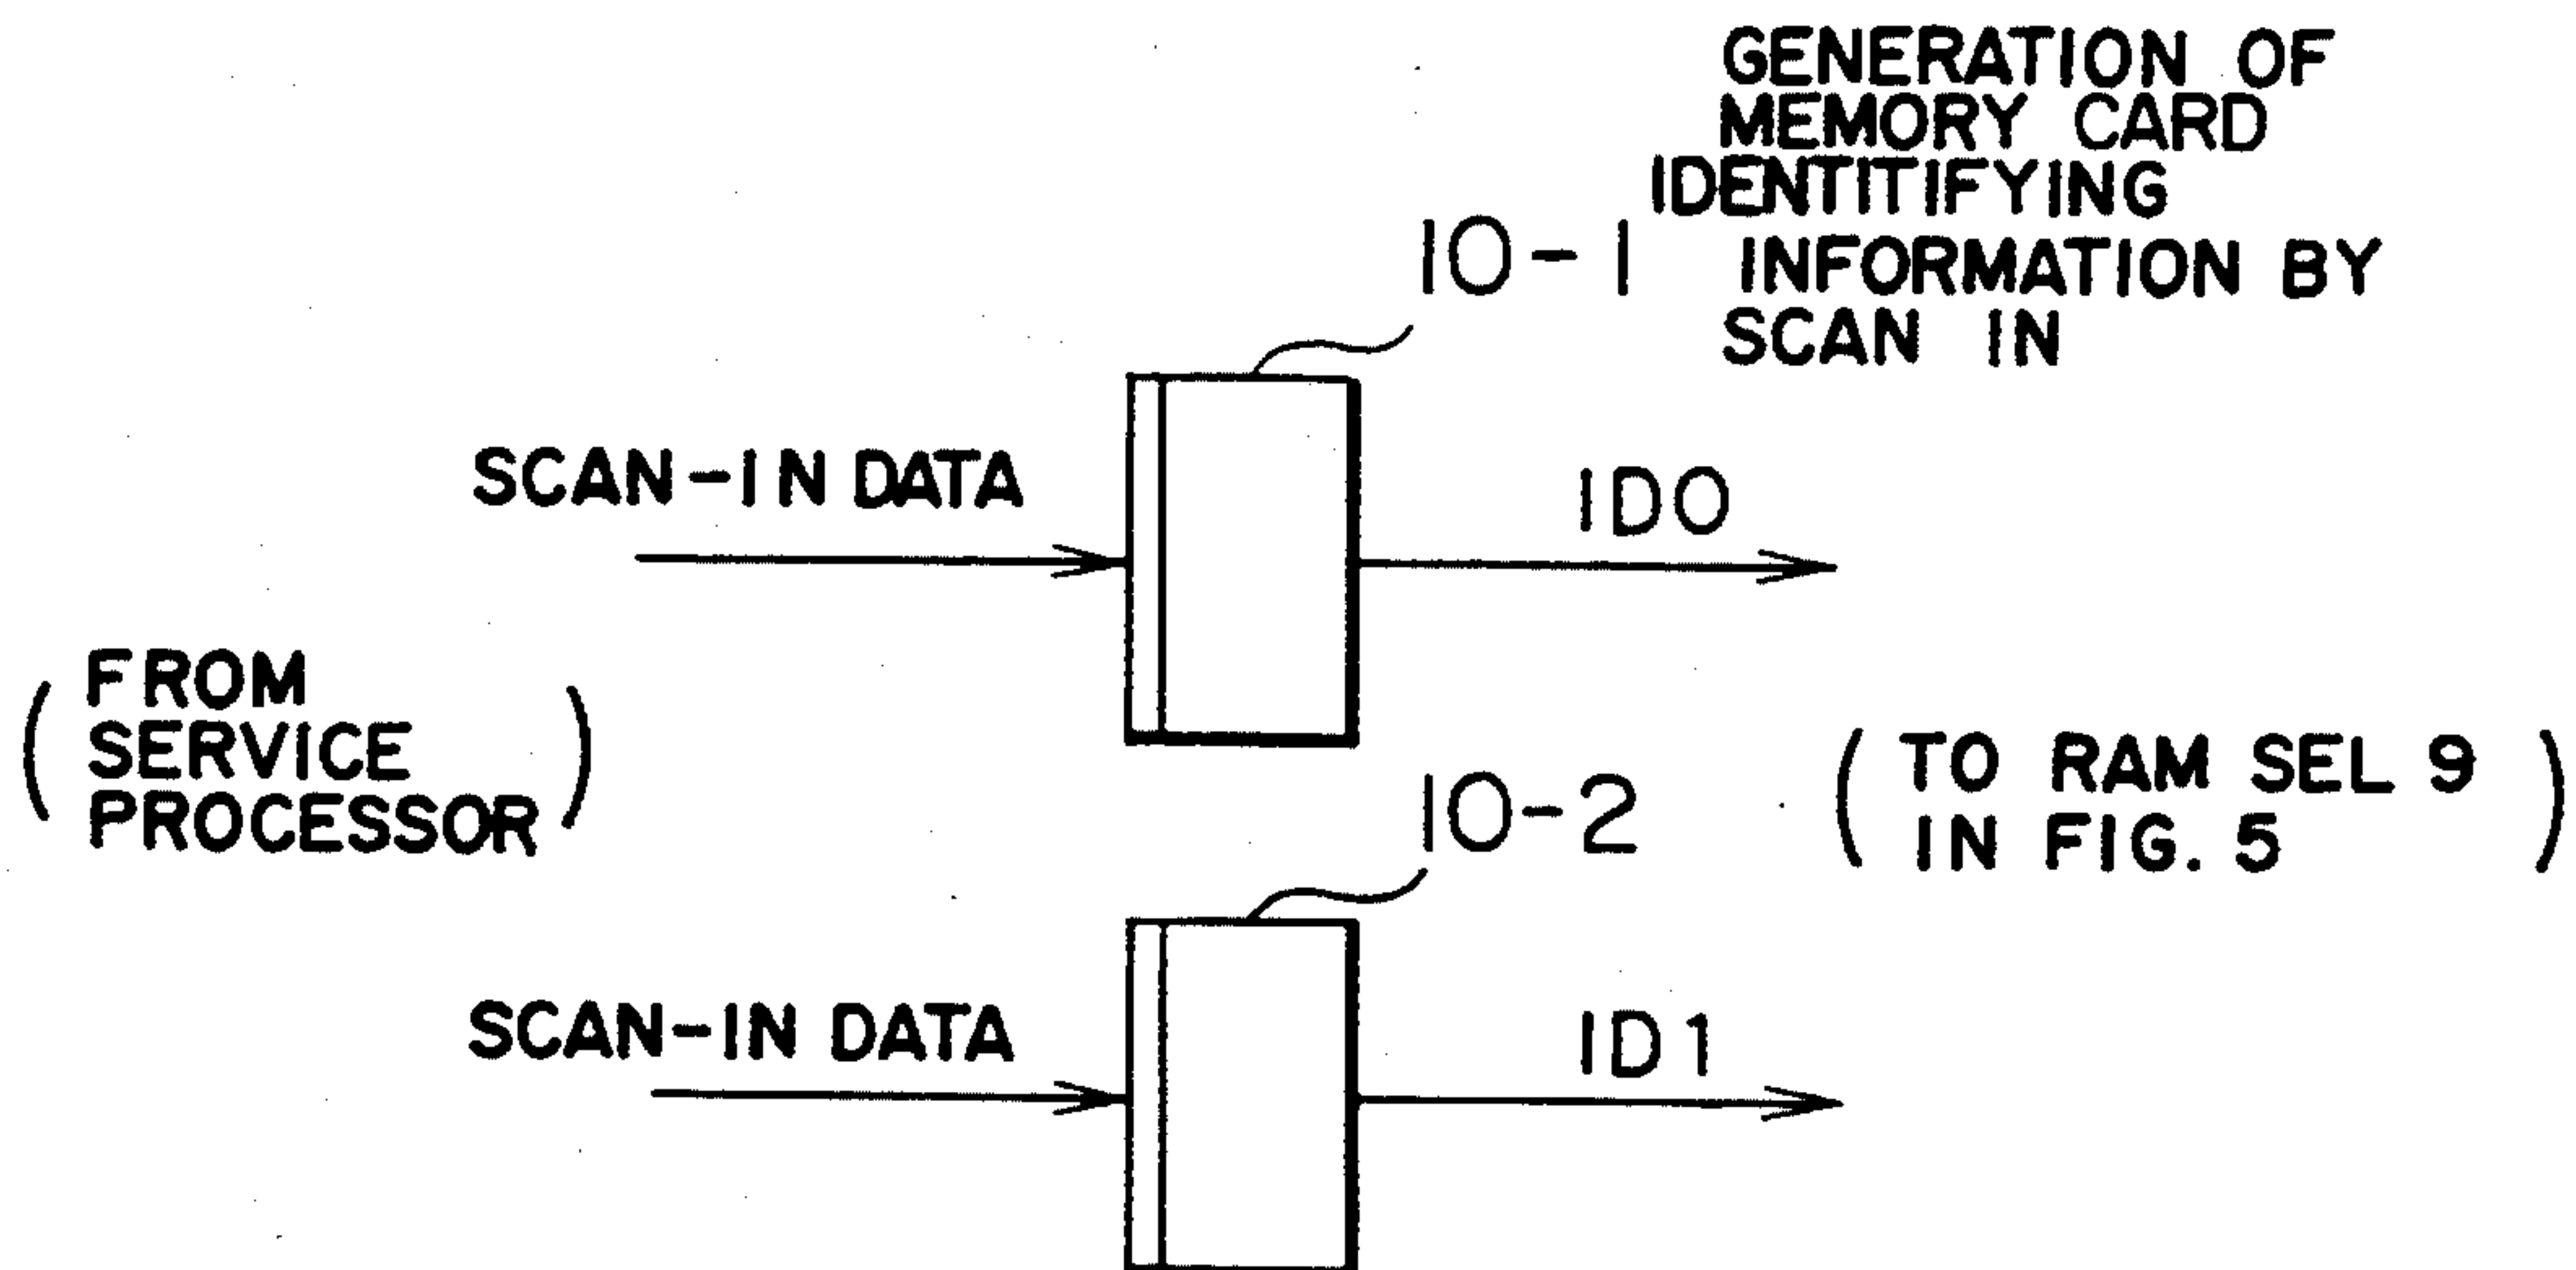 GENERATION OF
MEMORY CARD
IDENTITIFYING
INFORMATION BY
SCAN IN
10-1
SCAN-IN DATA
ID0
( FROM
SERVICE
PROCESSOR )
( TO RAM SEL 9
IN FIG. 5 )
10-2
SCAN-IN DATA
ID1